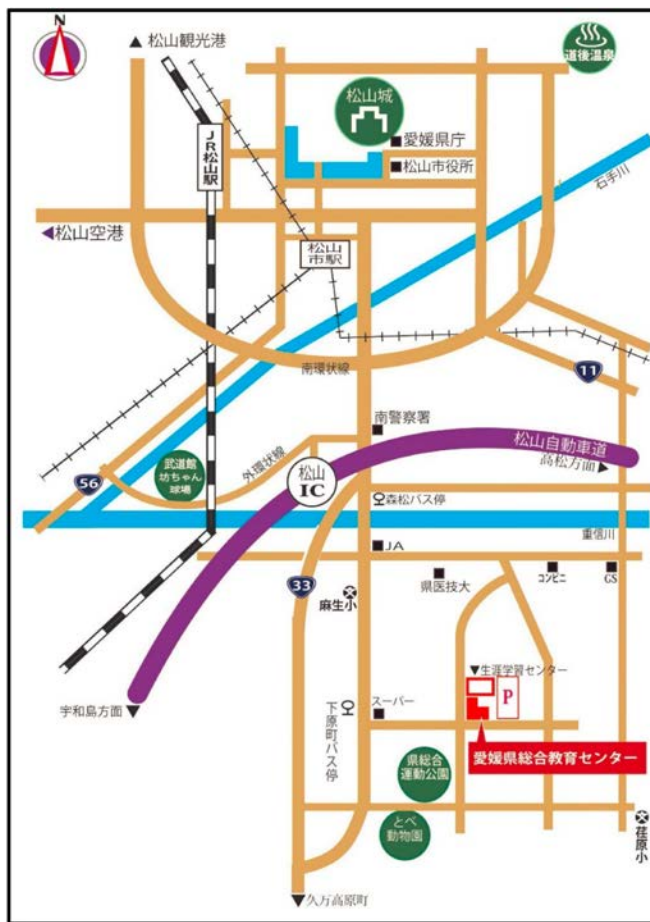 N
▲松山観光港
道後温泉
松山城
■愛媛県庁
■松山市役所
JR松山駅
石手川
◀松山空港
松山
市駅
南環状線
11
南警察署
松山自動車道
高松方面▶
外環状線
武道館
坊ちゃん
球場
松山
IC
56
森松バス停
重信川
JA
33
県医技大
コンビニ
GS
麻生小
▼生涯学習センター
P
スーパー
下原町バス停
宇和島方面▼
愛媛県総合教育センター
県総合
運動公園
とべ
動物園
荏原小
▼久万高原町